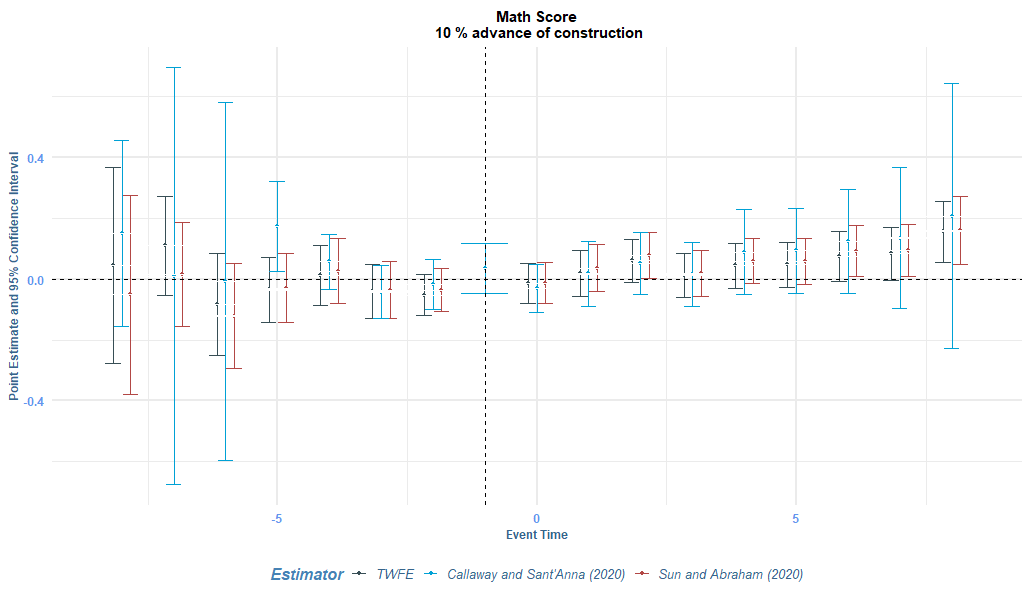 Math Score
10 % advance of construction
Point Estimate and 95% Confidence Interval
0.4
0.0
-0.4
-5
0
5
Event Time
Estimator TWFE Callaway and Sant'Anna (2020) Sun and Abraham (2020)